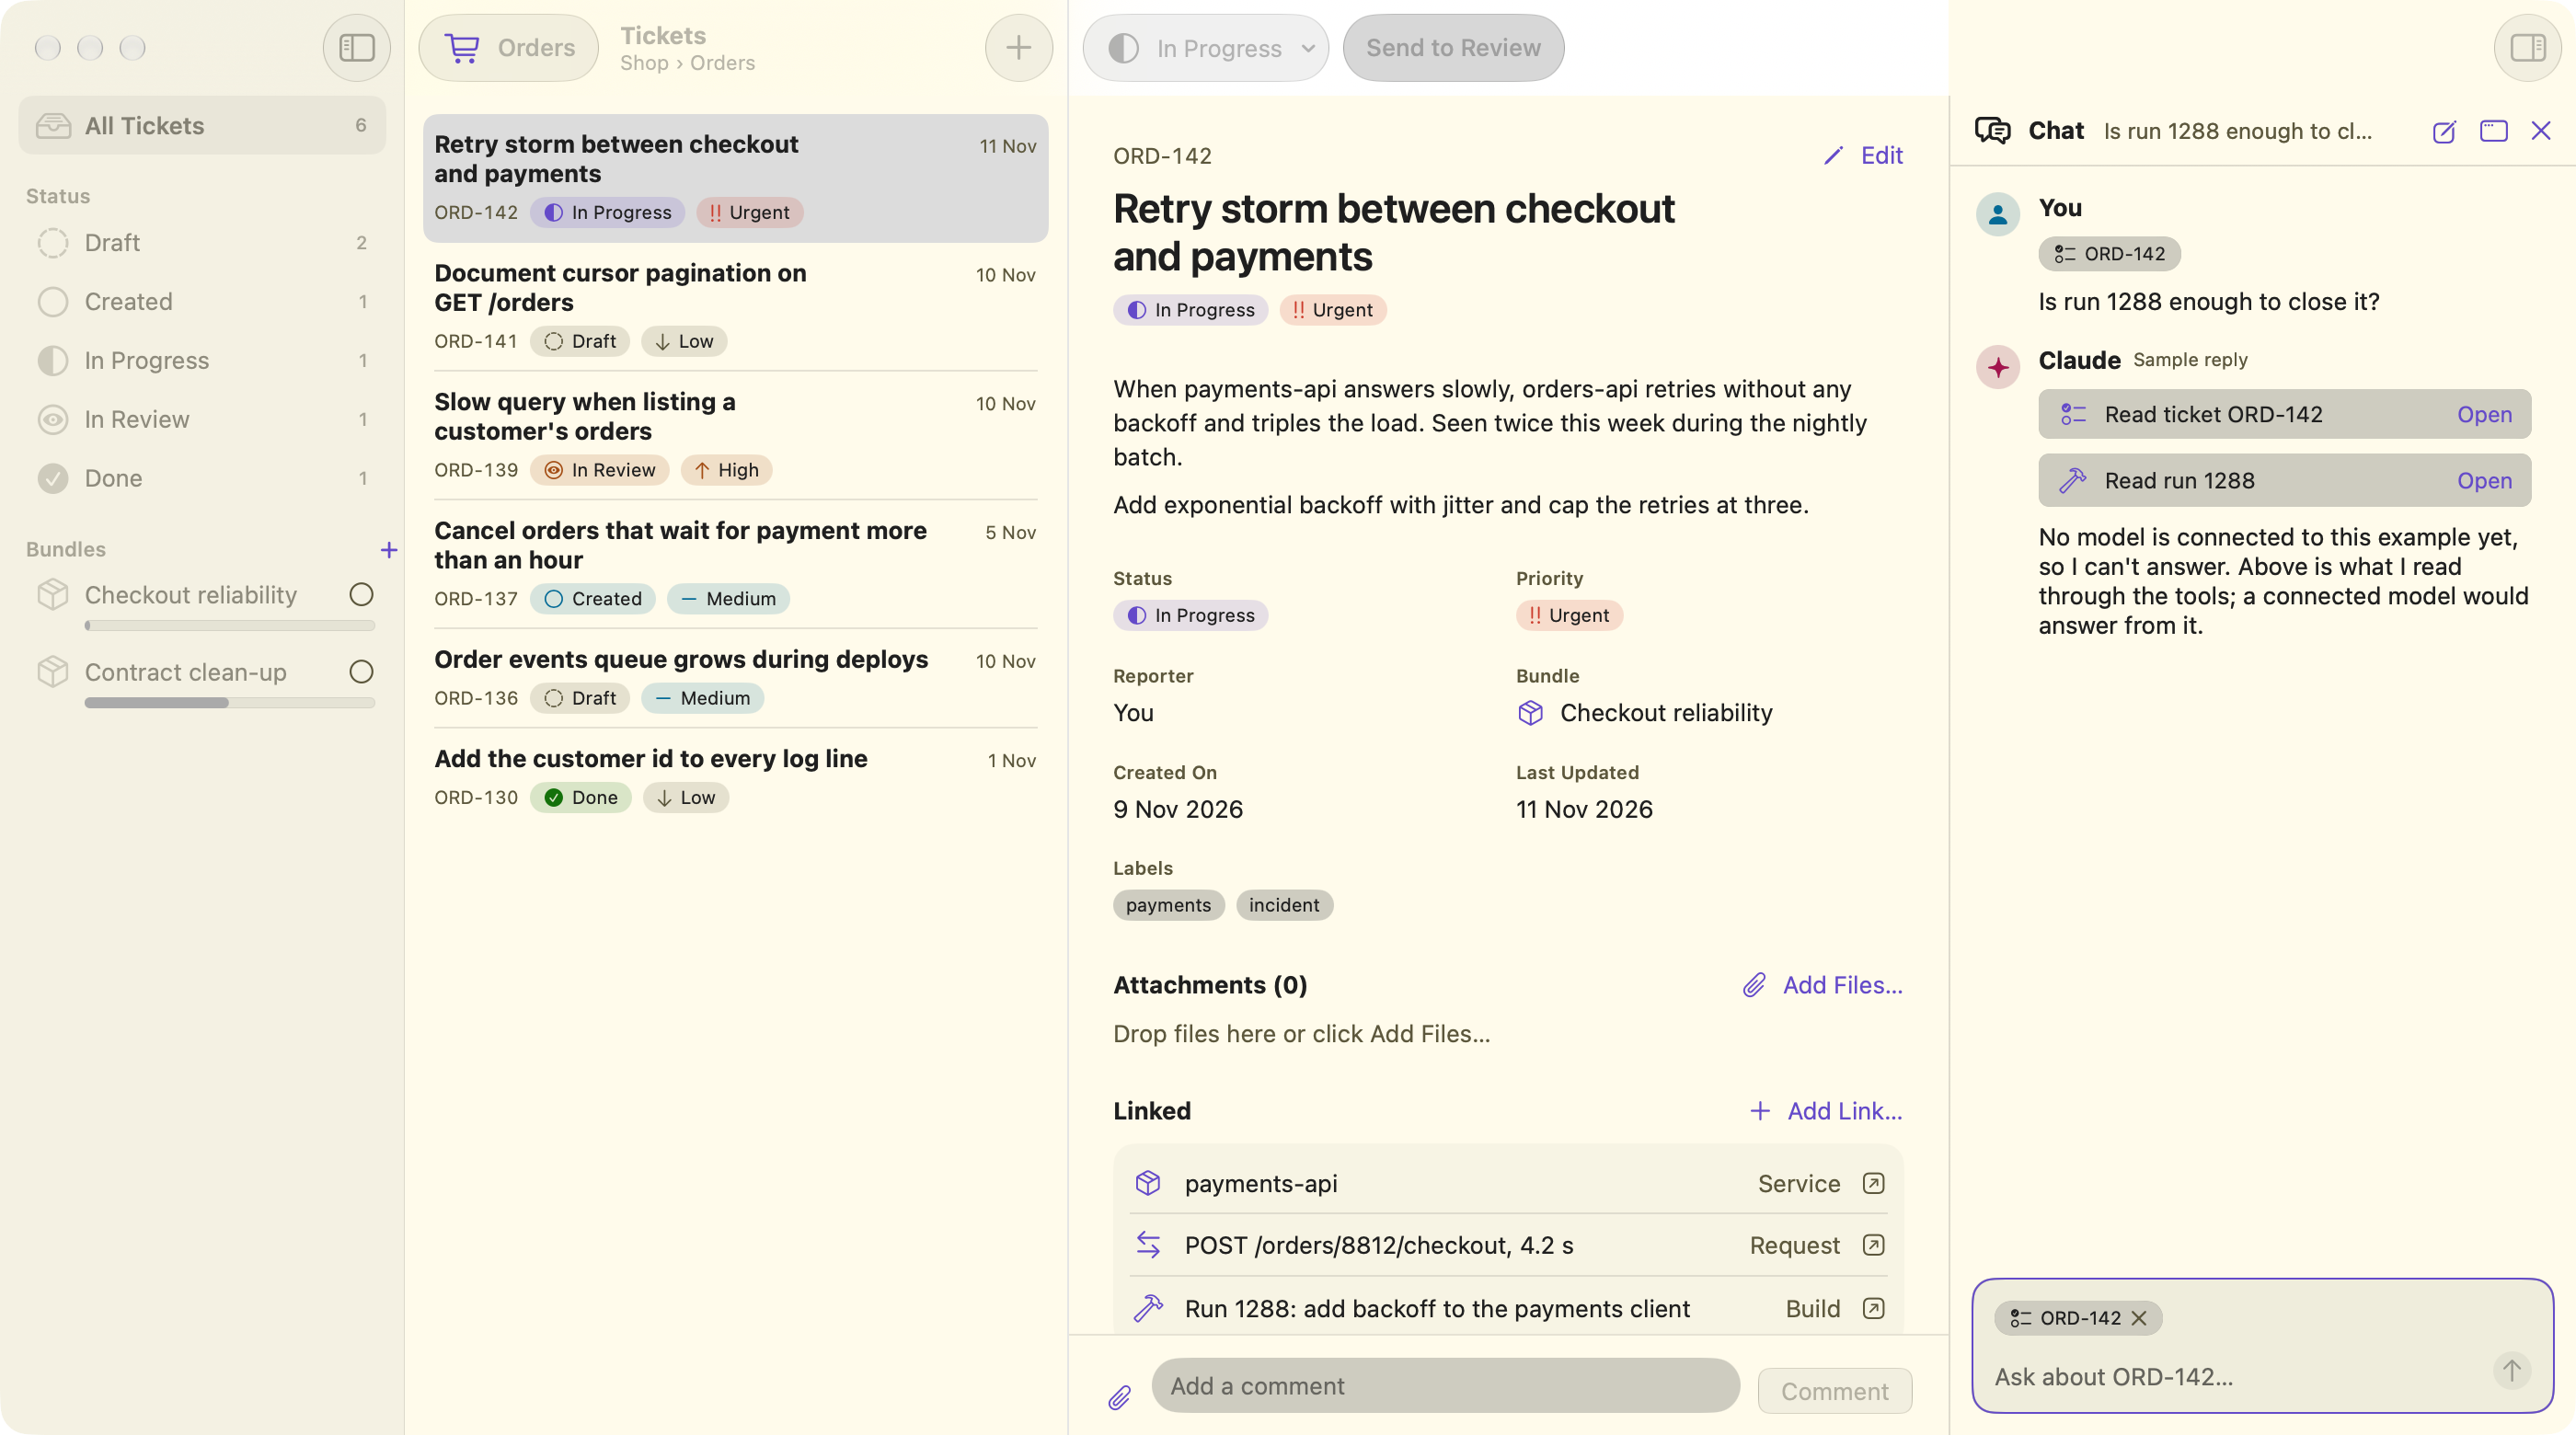 All Tickets 6
Status
Draft 2
Created 1
In Progress 1
In Review 1
Done 1
Bundles
Checkout reliability
Contract clean-up
Orders
Tickets
Shop › Orders
Retry storm between checkout
and payments
11 Nov
ORD-142 In Progress Urgent
Document cursor pagination on
GET /orders
10 Nov
ORD-141 Draft Low
Slow query when listing a
customer's orders
10 Nov
ORD-139 In Review High
Cancel orders that wait for payment more
than an hour
5 Nov
ORD-137 Created Medium
Order events queue grows during deploys
10 Nov
ORD-136 Draft Medium
Add the customer id to every log line
1 Nov
ORD-130 Done Low
In Progress
Send to Review
ORD-142
Edit
Retry storm between checkout
and payments
In Progress Urgent
When payments-api answers slowly, orders-api retries without any
backoff and triples the load. Seen twice this week during the nightly
batch.
Add exponential backoff with jitter and cap the retries at three.
Status Priority
In Progress Urgent
Reporter Bundle
You Checkout reliability
Created On Last Updated
9 Nov 2026 11 Nov 2026
Labels
payments incident
Attachments (0) Add Files...
Drop files here or click Add Files...
Linked Add Link...
payments-api Service
POST /orders/8812/checkout, 4.2 s Request
Run 1288: add backoff to the payments client Build
Add a comment
Comment
Chat Is run 1288 enough to cl...
You
ORD-142
Is run 1288 enough to close it?
Claude Sample reply
Read ticket ORD-142 Open
Read run 1288 Open
No model is connected to this example yet,
so I can't answer. Above is what I read
through the tools; a connected model would
answer from it.
ORD-142
Ask about ORD-142...